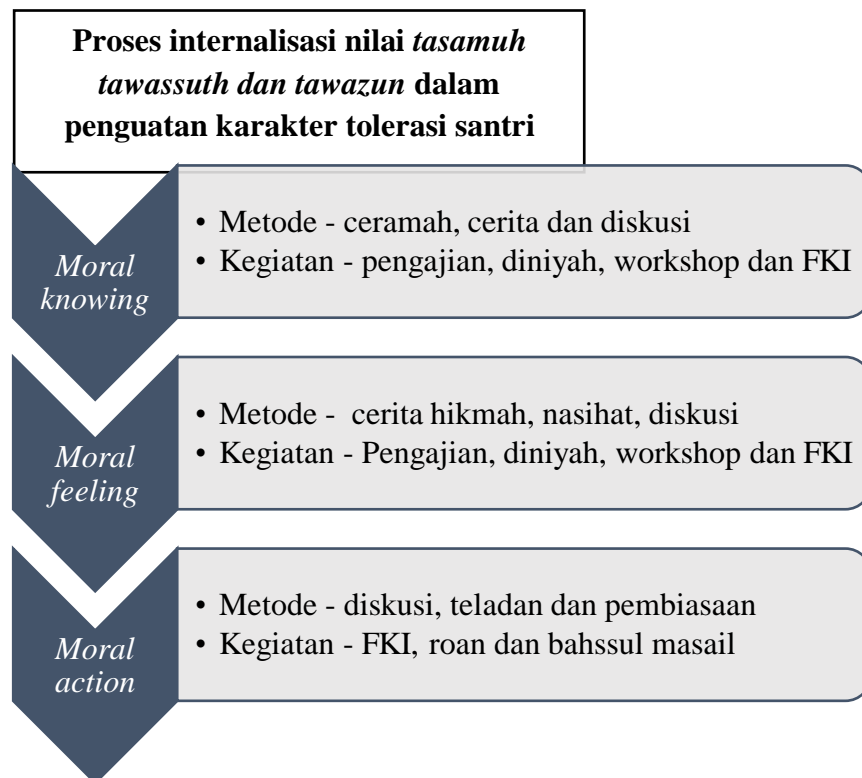 Proses internalisasi nilai tasamuh
tawassuth dan tawazun dalam
penguatan karakter tolerasi santri
Moral
knowing
• Metode - ceramah, cerita dan diskusi
• Kegiatan - pengajian, diniyah, workshop dan FKI
Moral
feeling
• Metode - cerita hikmah, nasihat, diskusi
• Kegiatan - Pengajian, diniyah, workshop dan FKI
Moral
action
• Metode - diskusi, teladan dan pembiasaan
• Kegiatan - FKI, roan dan bahssul masail